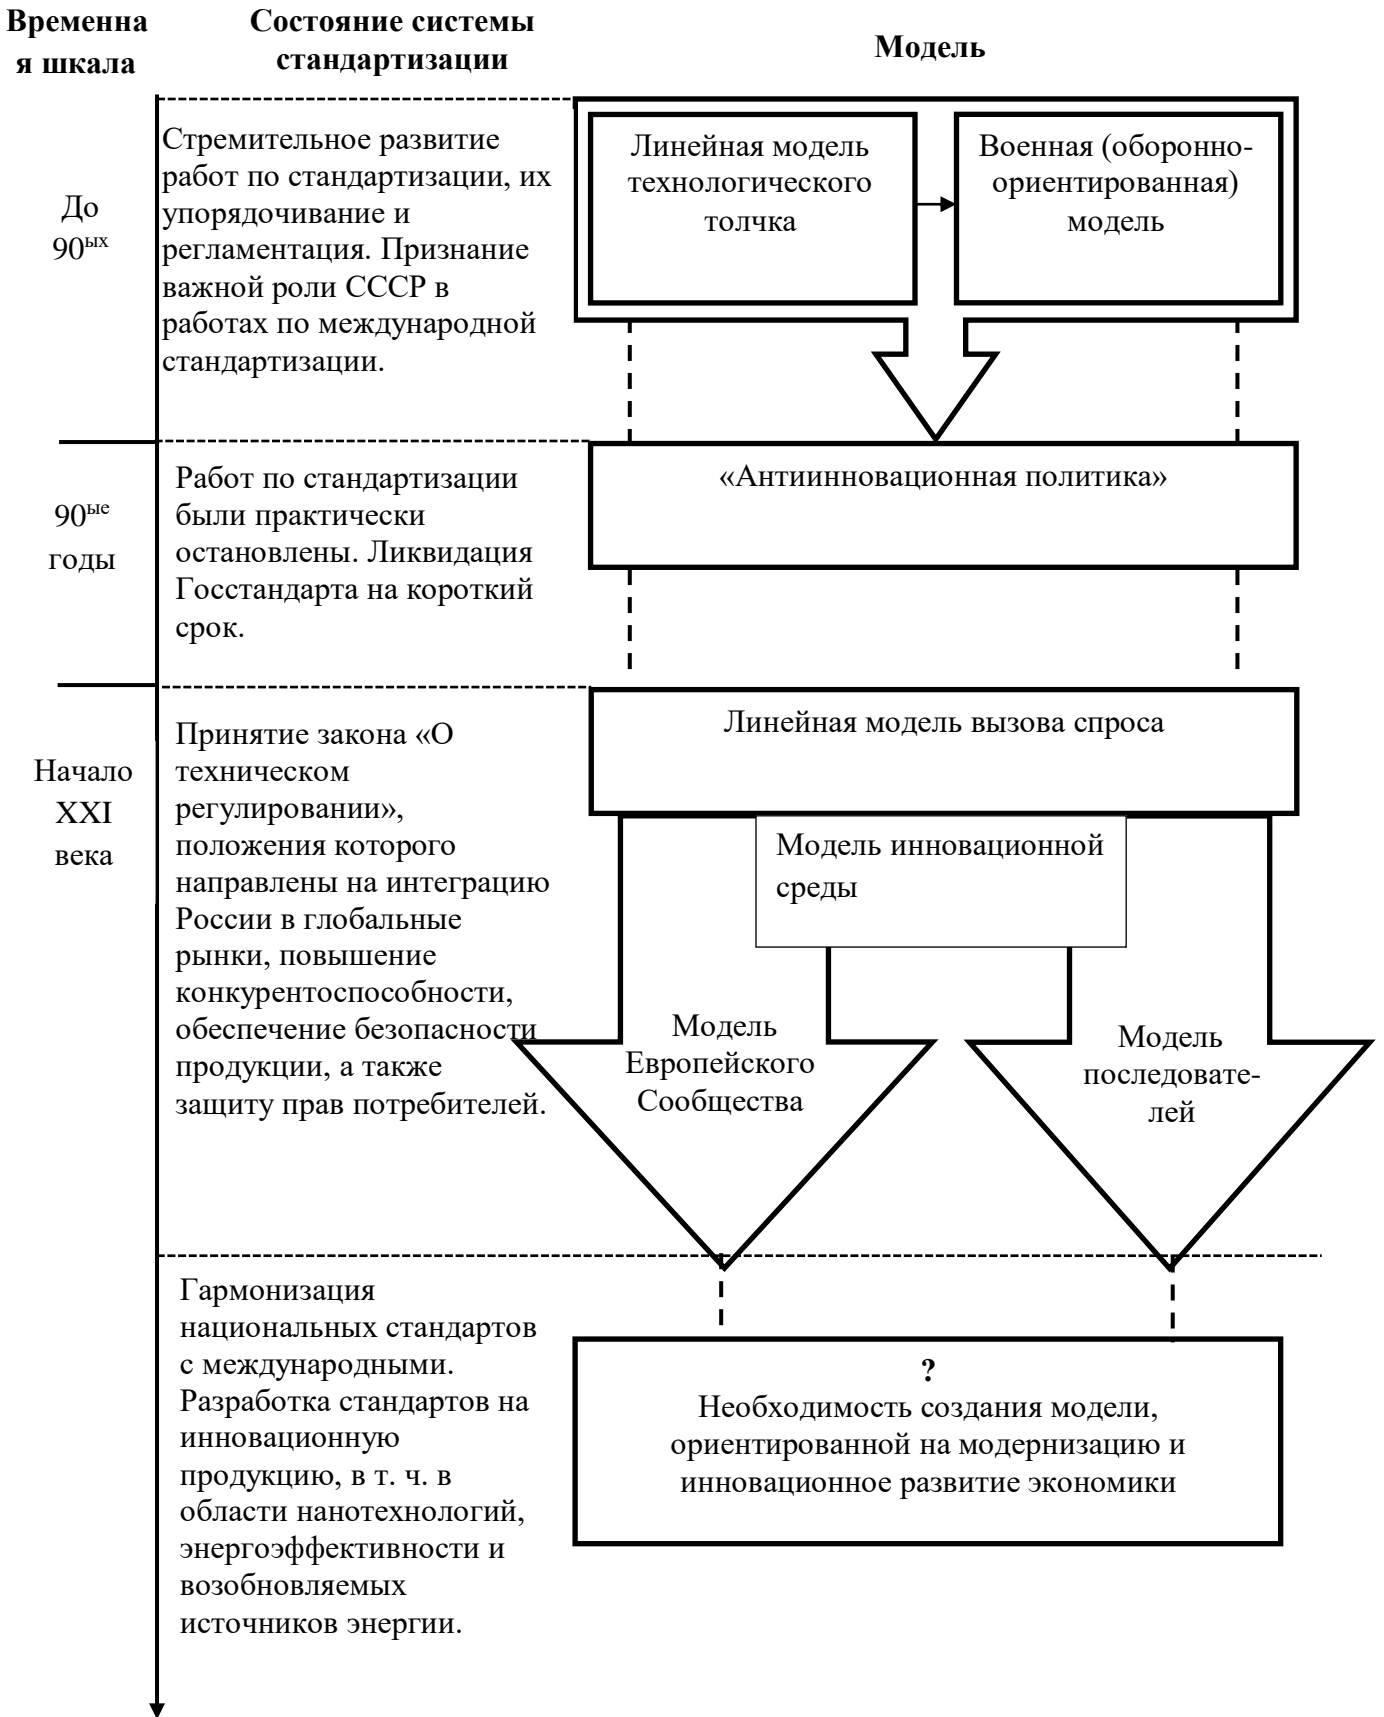 Временна
я шкала
Состояние системы
стандартизации
Модель
До
90ых
Стремительное развитие
работ по стандартизации, их
упорядочивание и
регламентация. Признание
важной роли СССР в
работах по международной
стандартизации.
Линейная модель
технологического
толчка
Военная (оборонно-
ориентированная)
модель
90ые
годы
Работ по стандартизации
были практически
остановлены. Ликвидация
Госстандарта на короткий
срок.
«Антиинновационная политика»
Начало
XXI
века
Принятие закона «О
техническом
регулировании»,
положения которого
направлены на интеграцию
России в глобальные
рынки, повышение
конкурентоспособности,
обеспечение безопасности
продукции, а также
защиту прав потребителей.
Линейная модель вызова спроса
Модель инновационной
среды
Модель
Европейского
Сообщества
Модель
последовате-
лей
Гармонизация
национальных стандартов
с международными.
Разработка стандартов на
инновационную
продукцию, в т. ч. в
области нанотехнологий,
энергоэффективности и
возобновляемых
источников энергии.
?
Необходимость создания модели,
ориентированной на модернизацию и
инновационное развитие экономики